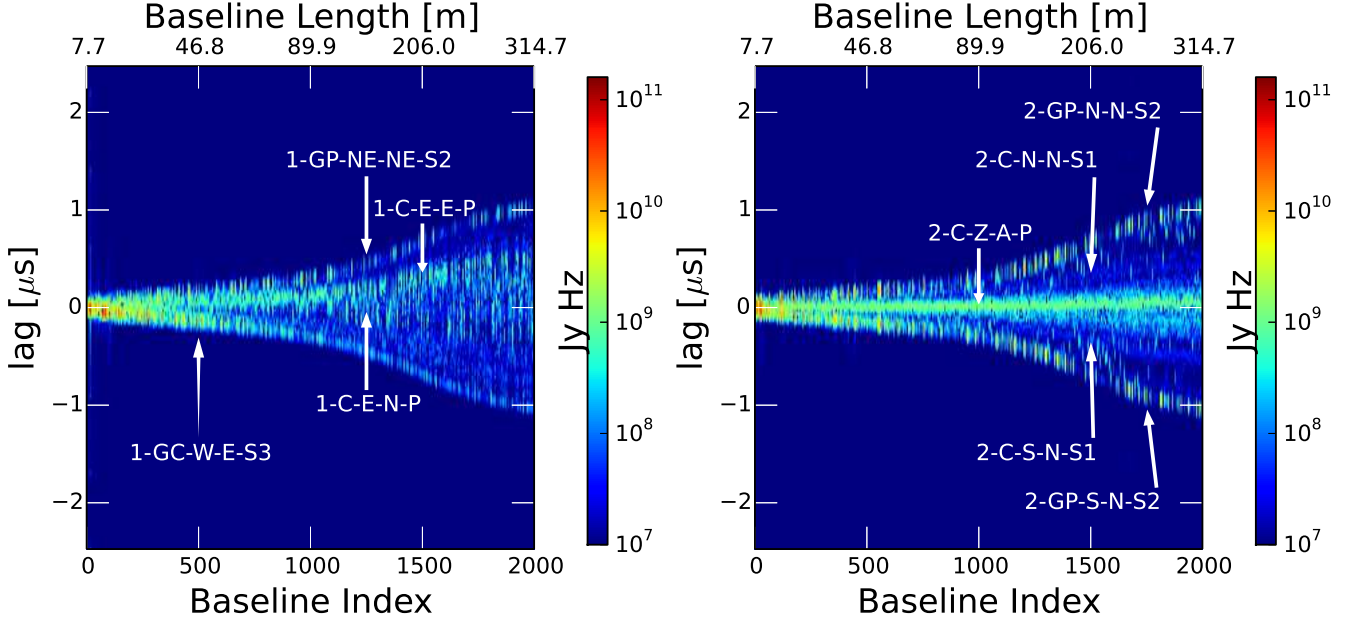 Baseline Length [m]
7.7 46.8 89.9 206.0 314.7
2
1
0
−1
−2
lag [μs]
1-GP-NE-NE-S2
1-C-E-E-P
1-C-E-N-P
1-GC-W-E-S3
0 500 1000 1500 2000
Baseline Index
10^11
10^10
10^9
10^8
10^7
Jy Hz
Baseline Length [m]
7.7 46.8 89.9 206.0 314.7
2
1
0
−1
−2
lag [μs]
2-GP-N-N-S2
2-C-N-N-S1
2-C-Z-A-P
2-C-S-N-S1
2-GP-S-N-S2
0 500 1000 1500 2000
Baseline Index
10^11
10^10
10^9
10^8
10^7
Jy Hz